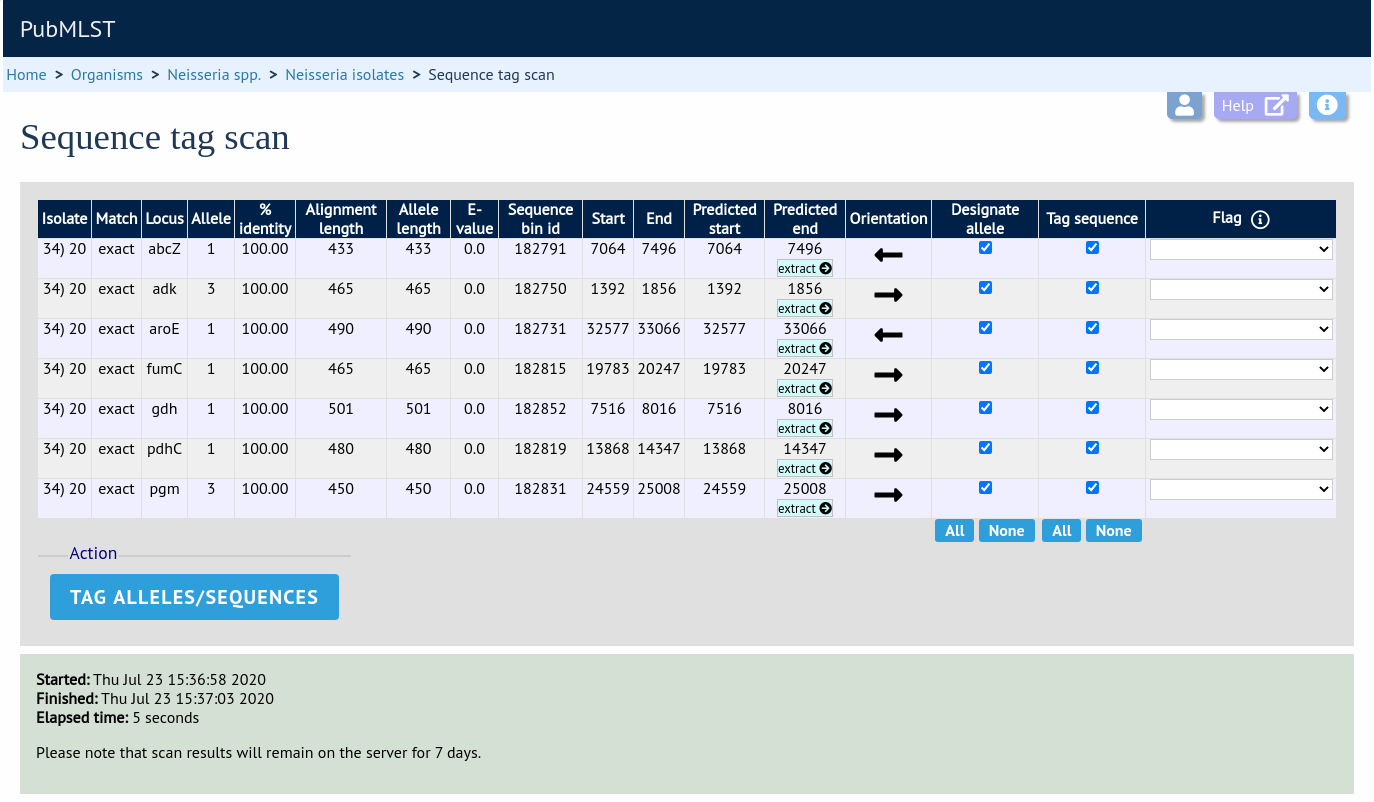 PubMLST
Home > Organisms > Neisseria spp. > Neisseria isolates > Sequence tag scan
Help
Sequence tag scan
Isolate Match Locus Allele % identity Alignment length Allele length E-value Sequence bin id Start End Predicted start Predicted end Orientation Designate allele Tag sequence Flag
34) 20 exact abcZ 1 100.00 433 433 0.0 182791 7064 7496 7064 7496
extract
34) 20 exact adk 3 100.00 465 465 0.0 182750 1392 1856 1392 1856
extract
34) 20 exact aroE 1 100.00 490 490 0.0 182731 32577 33066 32577 33066
extract
34) 20 exact fumC 1 100.00 465 465 0.0 182815 19783 20247 19783 20247
extract
34) 20 exact gdh 1 100.00 501 501 0.0 182852 7516 8016 7516 8016
extract
34) 20 exact pdhC 1 100.00 480 480 0.0 182819 13868 14347 13868 14347
extract
34) 20 exact pgm 3 100.00 450 450 0.0 182831 24559 25008 24559 25008
extract
All None All None
Action
TAG ALLELES/SEQUENCES
Started: Thu Jul 23 15:36:58 2020
Finished: Thu Jul 23 15:37:03 2020
Elapsed time: 5 seconds
Please note that scan results will remain on the server for 7 days.